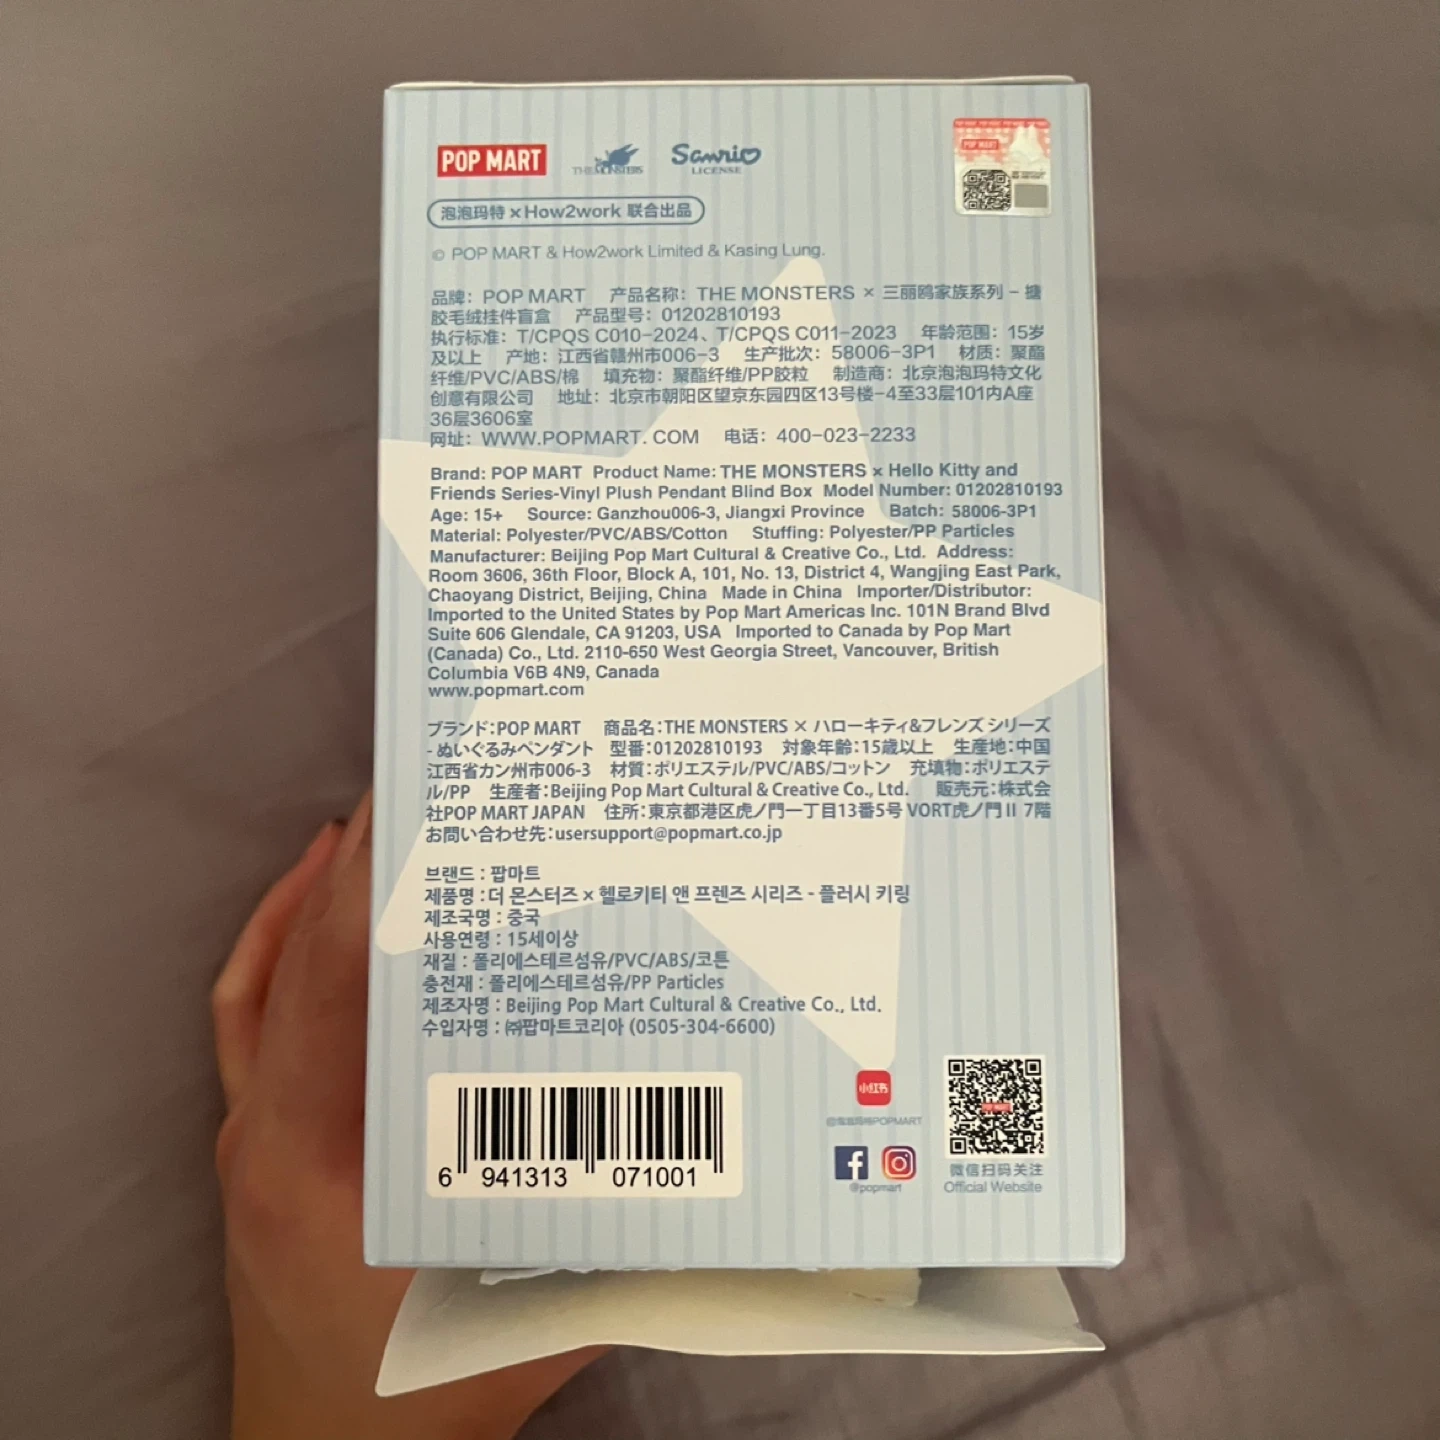 POP MART
THE MONSTERS
Sanrio
LICENSE
POP MART
泡泡玛特×How2work 联合出品
© POP MART & How2work Limited & Kasing Lung.
品牌：POP MART 产品名称：THE MONSTERS × 三丽鸥家族系列－搪
胶毛绒挂件盲盒 产品型号：01202810193
执行标准：T/CPQS C010-2024、T/CPQS C011-2023 年龄范围：15岁
及以上 产地：江西省赣州市006-3 生产批次：58006-3P1 材质：聚酯
纤维/PVC/ABS/棉 填充物：聚酯纤维/PP胶粒 制造商：北京泡泡玛特文化
创意有限公司 地址：北京市朝阳区望京东园四区13号楼-4至33层101内A座
36层3606室
网址：WWW.POPMART. COM 电话：400-023-2233
Brand: POP MART Product Name: THE MONSTERS × Hello Kitty and
Friends Series-Vinyl Plush Pendant Blind Box Model Number: 01202810193
Age: 15+ Source: Ganzhou006-3, Jiangxi Province Batch: 58006-3P1
Material: Polyester/PVC/ABS/Cotton Stuffing: Polyester/PP Particles
Manufacturer: Beijing Pop Mart Cultural & Creative Co., Ltd. Address:
Room 3606, 36th Floor, Block A, 101, No. 13, District 4, Wangjing East Park,
Chaoyang District, Beijing, China Made in China Importer/Distributor:
Imported to the United States by Pop Mart Americas Inc. 101N Brand Blvd
Suite 606 Glendale, CA 91203, USA Imported to Canada by Pop Mart
(Canada) Co., Ltd. 2110-650 West Georgia Street, Vancouver, British
Columbia V6B 4N9, Canada
www.popmart.com
ブランド：POP MART 商品名：THE MONSTERS × ハローキティ&フレンズ シリーズ
- ぬいぐるみペンダント 型番：01202810193 対象年齢：15歳以上 生産地：中国
江西省カン州市006-3 材質：ポリエステル/PVC/ABS/コットン 充填物：ポリエステ
ル/PP 生産者：Beijing Pop Mart Cultural & Creative Co., Ltd. 販売元：株式会
社POP MART JAPAN 住所：東京都港区虎ノ門一丁目13番5号 VORT虎ノ門Ⅱ 7階
お問い合わせ先：usersupport@popmart.co.jp
브랜드 : 팝마트
제품명 : 더 몬스터즈 × 헬로키티 앤 프렌즈 시리즈 - 플러시 키링
제조국명 : 중국
사용연령 : 15세이상
재질 : 폴리에스테르섬유/PVC/ABS/코튼
충전재 : 폴리에스테르섬유/PP Particles
제조자명 : Beijing Pop Mart Cultural & Creative Co., Ltd.
수입자명 : ㈜팝마트코리아 (0505-304-6600)
6 941313 071001
小红书
@泡泡玛特POPMART
@popmart
POP MART
微信扫码关注
Official Website